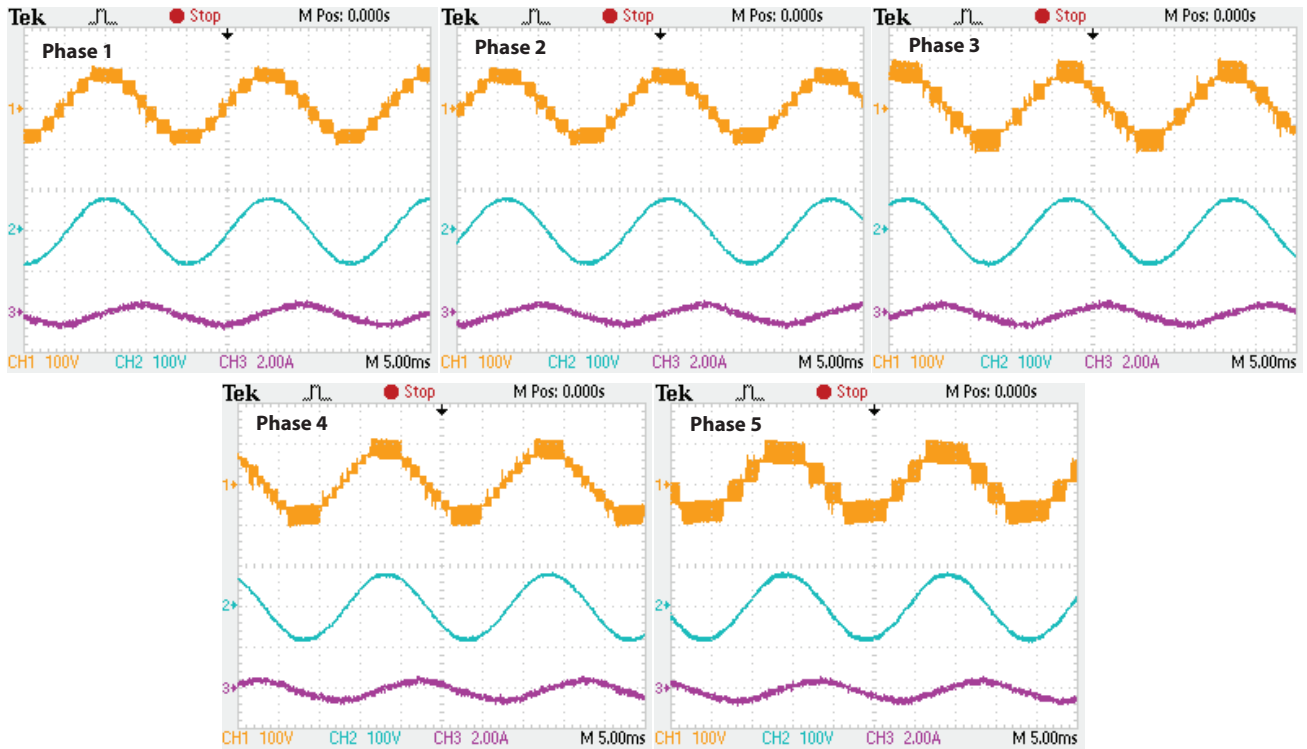 Tek Stop M Pos: 0.000s
Phase 1
1
2
3
CH1 100V CH2 100V CH3 2.00A M 5.00ms
Tek Stop M Pos: 0.000s
Phase 2
1
2
3
CH1 100V CH2 100V CH3 2.00A M 5.00ms
Tek Stop M Pos: 0.000s
Phase 3
1
2
3
CH1 100V CH2 100V CH3 2.00A M 5.00ms
Tek Stop M Pos: 0.000s
Phase 4
1
2
3
CH1 100V CH2 100V CH3 2.00A M 5.00ms
Tek Stop M Pos: 0.000s
Phase 5
1
2
3
CH1 100V CH2 100V CH3 2.00A M 5.00ms